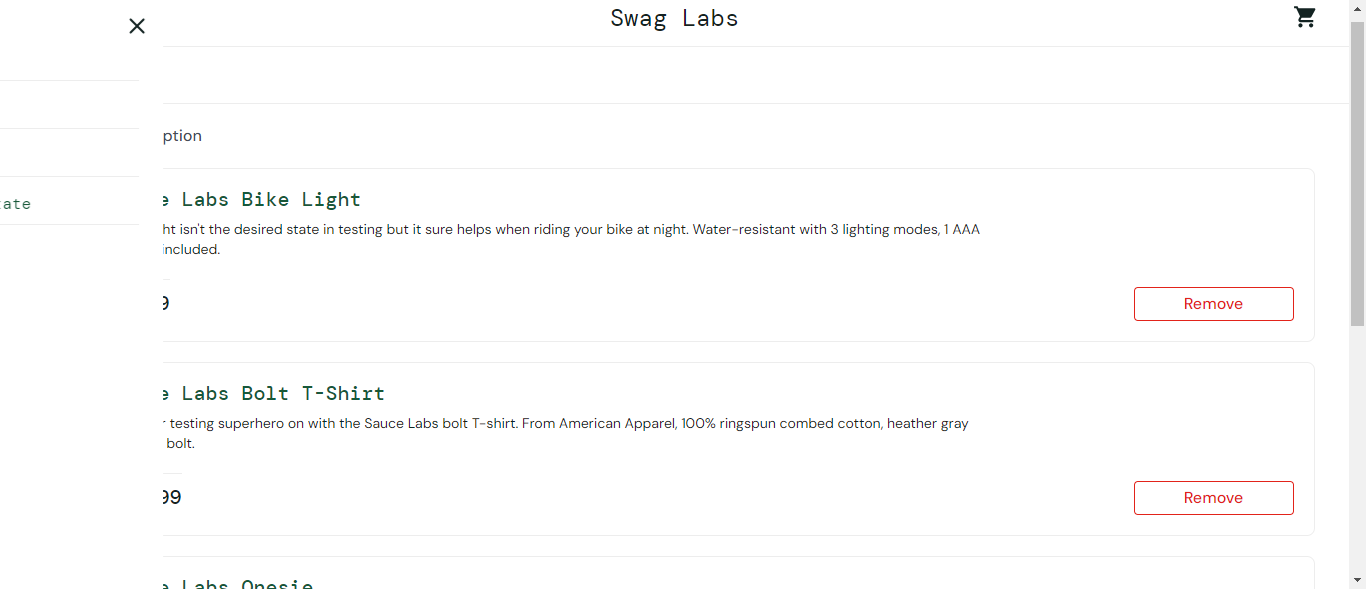 Swag Labs
ption
tate
e Labs Bike Light
ht isn't the desired state in testing but it sure helps when riding your bike at night. Water-resistant with 3 lighting modes, 1 AAA
included.
9
Remove
e Labs Bolt T-Shirt
r testing superhero on with the Sauce Labs bolt T-shirt. From American Apparel, 100% ringspun combed cotton, heather gray
bolt.
99
Remove
e Labs Onesie